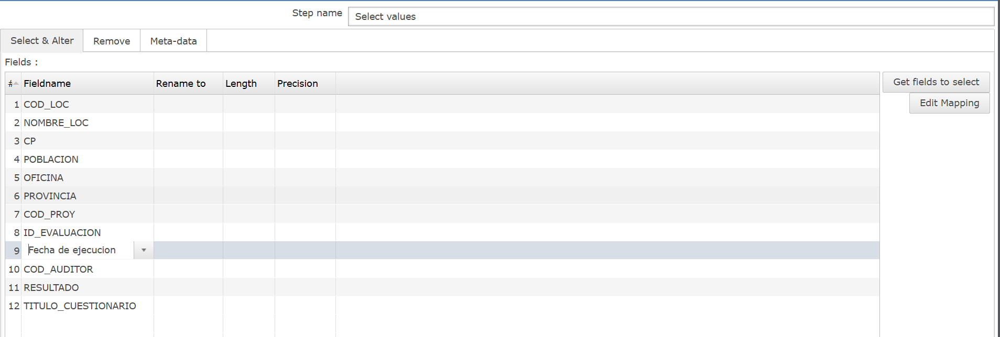 Step name Select values
Select & Alter Remove Meta-data
Fields :
# Fieldname Rename to Length Precision Get fields to select
Edit Mapping
1 COD_LOC
2 NOMBRE_LOC
3 CP
4 POBLACION
5 OFICINA
6 PROVINCIA
7 COD_PROY
8 ID_EVALUACION
9 Fecha de ejecucion
10 COD_AUDITOR
11 RESULTADO
12 TITULO_CUESTIONARIO